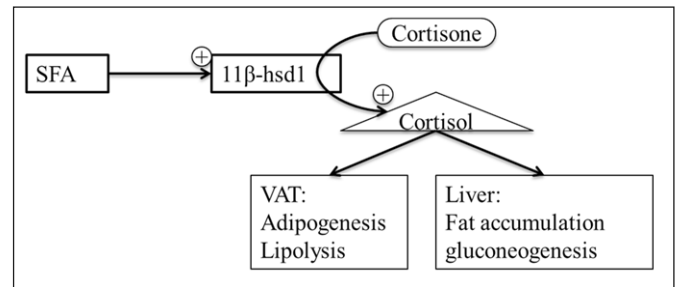 Cortisone
SFA
+
11β-hsd1
+
Cortisol
VAT:
Adipogenesis
Lipolysis
Liver:
Fat accumulation
gluconeogenesis